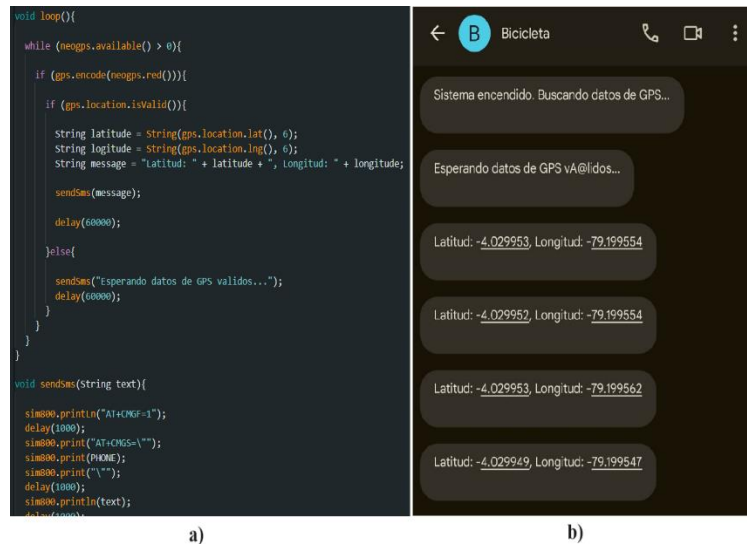 void loop(){
while (neogps.available() > 0){
if (gps.encode(neogps.red())){
if (gps.location.isValid()){
String latitude = String(gps.location.lat(), 6);
String logitude = String(gps.location.lng(), 6);
String message = "Latitud: " + latitude + ", Longitud: " + longitude;
sendSms(message);
delay(60000);
}else{
sendSms("Esperando datos de GPS validos...");
delay(60000);
}
}
}
}
void sendSms(String text){
sim800.printLn("AT+CMGF=1");
delay(1000);
sim800.print("AT+CMGS=\"");
sim800.print(PHONE);
sim800.print("\"");
delay(1000);
sim800.println(text);
delay(1000);
a)
B Bicicleta
Sistema encendido. Buscando datos de GPS...
Esperando datos de GPS vA@lidos...
Latitud: -4.029953, Longitud: -79.199554
Latitud: -4.029952, Longitud: -79.199554
Latitud: -4.029953, Longitud: -79.199562
Latitud: -4.029949, Longitud: -79.199547
b)